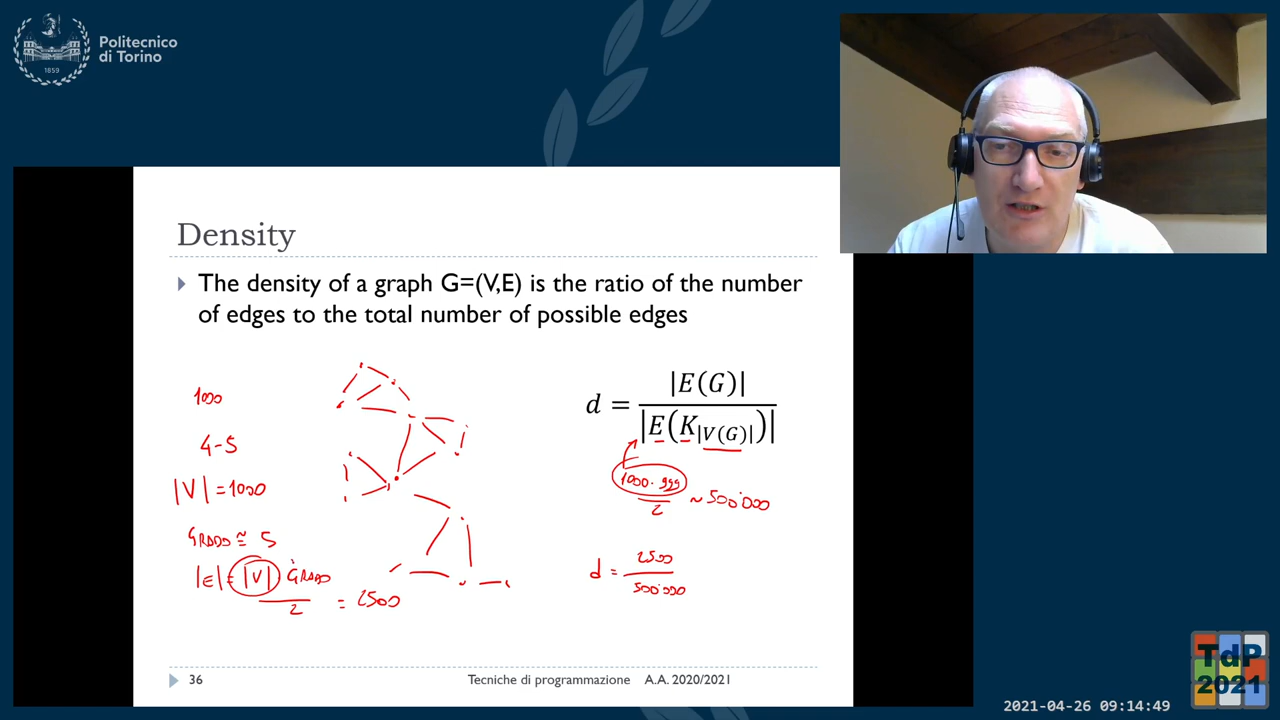 Politecnico
di Torino
1859
Density
The density of a graph G=(V,E) is the ratio of the number
of edges to the total number of possible edges
1000
4-5
|V| = 1000
GRADO ≅ 5
|E| = |V| GRADO
2
= 2500
d = |E(G)|
|E(K|V(G)|)|
1000·999
2
~ 500'000
d = 2500
500'000
36
Tecniche di programmazione A.A. 2020/2021
TdP
2021
2021-04-26 09:14:49